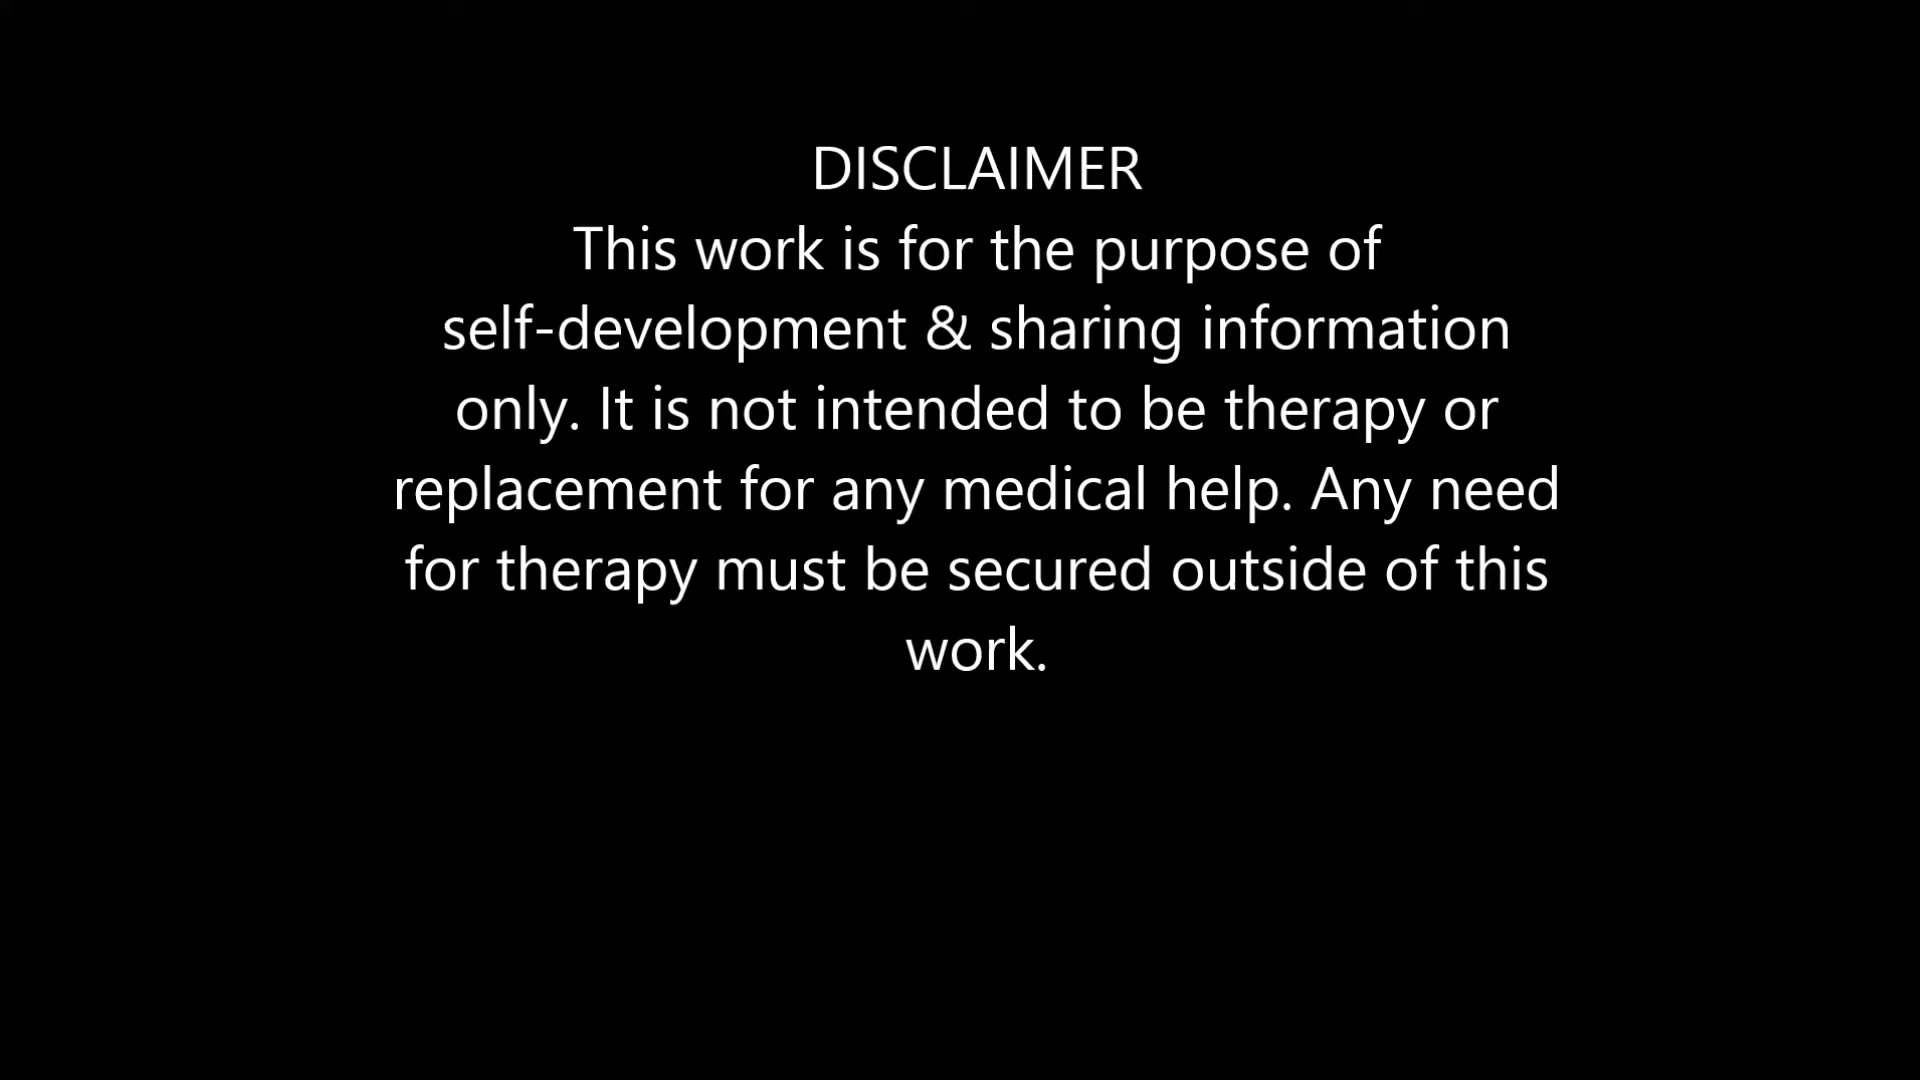 DISCLAIMER
This work is for the purpose of
self-development & sharing information
only. It is not intended to be therapy or
replacement for any medical help. Any need
for therapy must be secured outside of this
work.